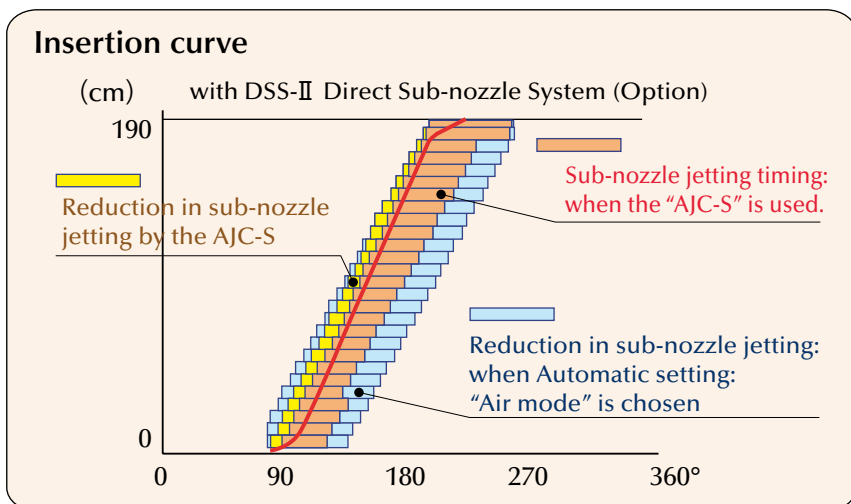 Insertion curve
(cm)
with DSS-Ⅱ Direct Sub-nozzle System (Option)
190
Sub-nozzle jetting timing:
when the “AJC-S” is used.
Reduction in sub-nozzle
jetting by the AJC-S
Reduction in sub-nozzle jetting:
when Automatic setting:
“Air mode” is chosen
0
0 90 180 270 360°